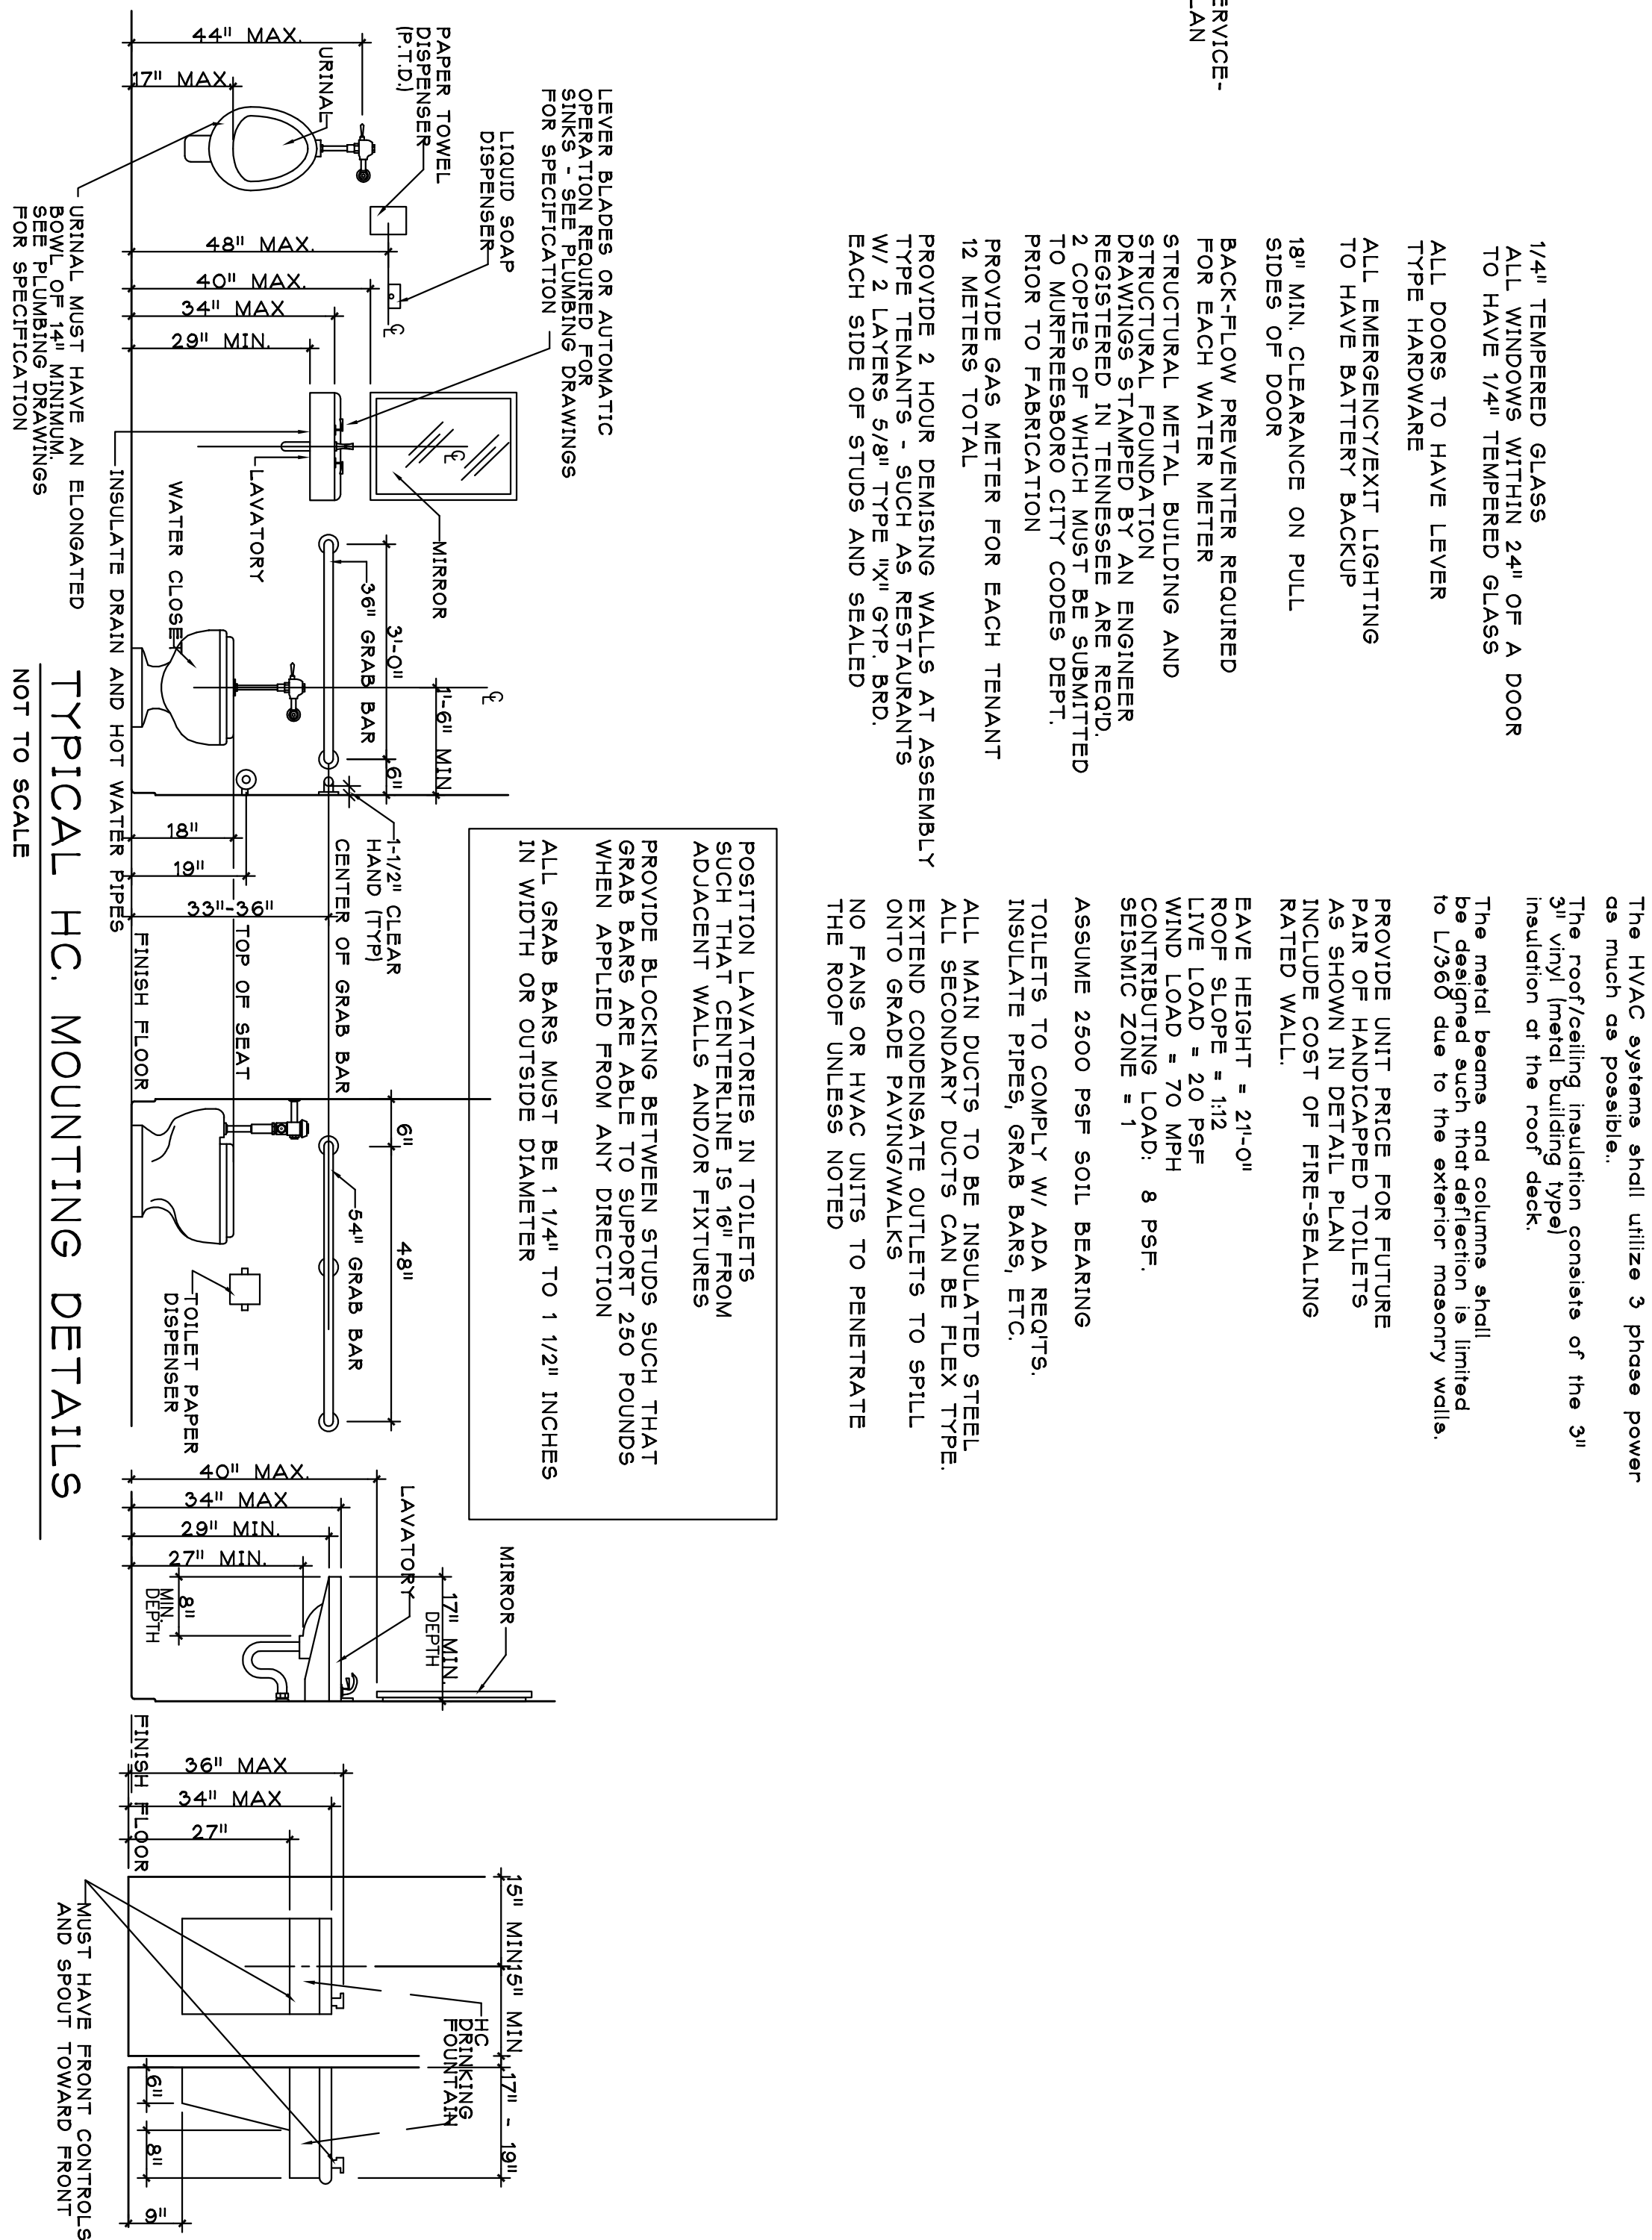 ERVICE-
LAN
1/4" TEMPERED GLASS
ALL WINDOWS WITHIN 24" OF A DOOR
TO HAVE 1/4" TEMPERED GLASS
ALL DOORS TO HAVE LEVER
TYPE HARDWARE
ALL EMERGENCY/EXIT LIGHTING
TO HAVE BATTERY BACKUP
18" MIN. CLEARANCE ON PULL
SIDES OF DOOR
BACK-FLOW PREVENTER REQUIRED
FOR EACH WATER METER
STRUCTURAL METAL BUILDING AND
STRUCTURAL FOUNDATION
DRAWINGS STAMPED BY AN ENGINEER
REGISTERED IN TENNESSEE ARE REQ'D.
2 COPIES OF WHICH MUST BE SUBMITTED
TO MURFREESBORO CITY CODES DEPT.
PRIOR TO FABRICATION
PROVIDE GAS METER FOR EACH TENANT
12 METERS TOTAL
PROVIDE 2 HOUR DEMISING WALLS AT ASSEMBLY
TYPE TENANTS - SUCH AS RESTAURANTS
W/ 2 LAYERS 5/8" TYPE "X" GYP. BRD.
EACH SIDE OF STUDS AND SEALED
The HVAC systems shall utilize 3 phase power
as much as possible..
The roof/ceiling insulation consists of the 3"
3" vinyl (metal building type)
insulation at the roof deck.
The metal beams and columns shall
be designed such that deflection is limited
to L/360 due to the exterior masonry walls.
PROVIDE UNIT PRICE FOR FUTURE
PAIR OF HANDICAPPED TOILETS
AS SHOWN IN DETAIL PLAN
INCLUDE COST OF FIRE-SEALING
RATED WALL.
EAVE HEIGHT = 21'-0"
ROOF SLOPE = 1:12
LIVE LOAD = 20 PSF
WIND LOAD = 70 MPH
CONTRIBUTING LOAD: 8 PSF.
SEISMIC ZONE = 1
ASSUME 2500 PSF SOIL BEARING
TOILETS TO COMPLY W/ ADA REQ'TS.
INSULATE PIPES, GRAB BARS, ETC.
ALL MAIN DUCTS TO BE INSULATED STEEL
ALL SECONDARY DUCTS CAN BE FLEX TYPE.
EXTEND CONDENSATE OUTLETS TO SPILL
ONTO GRADE PAVING/WALKS
NO FANS OR HVAC UNITS TO PENETRATE
THE ROOF UNLESS NOTED
POSITION LAVATORIES IN TOILETS
SUCH THAT CENTERLINE IS 16" FROM
ADJACENT WALLS AND/OR FIXTURES
PROVIDE BLOCKING BETWEEN STUDS SUCH THAT
GRAB BARS ARE ABLE TO SUPPORT 250 POUNDS
WHEN APPLIED FROM ANY DIRECTION
ALL GRAB BARS MUST BE 1 1/4" TO 1 1/2" INCHES
IN WIDTH OR OUTSIDE DIAMETER
LEVER BLADES OR AUTOMATIC
OPERATION REQUIRED FOR
SINKS - SEE PLUMBING DRAWINGS
FOR SPECIFICATION
LIQUID SOAP
DISPENSER
PAPER TOWEL
DISPENSER
(P.T.D.)
URINAL
44" MAX.
17" MAX
48" MAX.
40" MAX.
34" MAX
29" MIN.
CL
CL
MIRROR
LAVATORY
WATER CLOSET
36" GRAB BAR
3'-0"
6"
1'-6" MIN.
CL
INSULATE DRAIN AND HOT WATER PIPES
URINAL MUST HAVE AN ELONGATED
BOWL OF 14" MINIMUM.
SEE PLUMBING DRAWINGS
FOR SPECIFICATION
1-1/2" CLEAR
HAND (TYP)
CENTER OF GRAB BAR
18"
19"
33"-36"
TOP OF SEAT
FINISH FLOOR
6"
48"
54" GRAB BAR
TOILET PAPER
DISPENSER
40" MAX.
34" MAX
29" MIN.
27" MIN.
8"
MIN.
DEPTH
LAVATORY
17" MIN.
DEPTH
MIRROR
FINISH FLOOR
36" MAX
34" MAX
27"
15" MIN
15" MIN
17" - 19"
HC
DRINKING
FOUNTAIN
6"
8"
9"
MUST HAVE FRONT CONTROLS
AND SPOUT TOWARD FRONT
TYPICAL HC. MOUNTING DETAILS
NOT TO SCALE